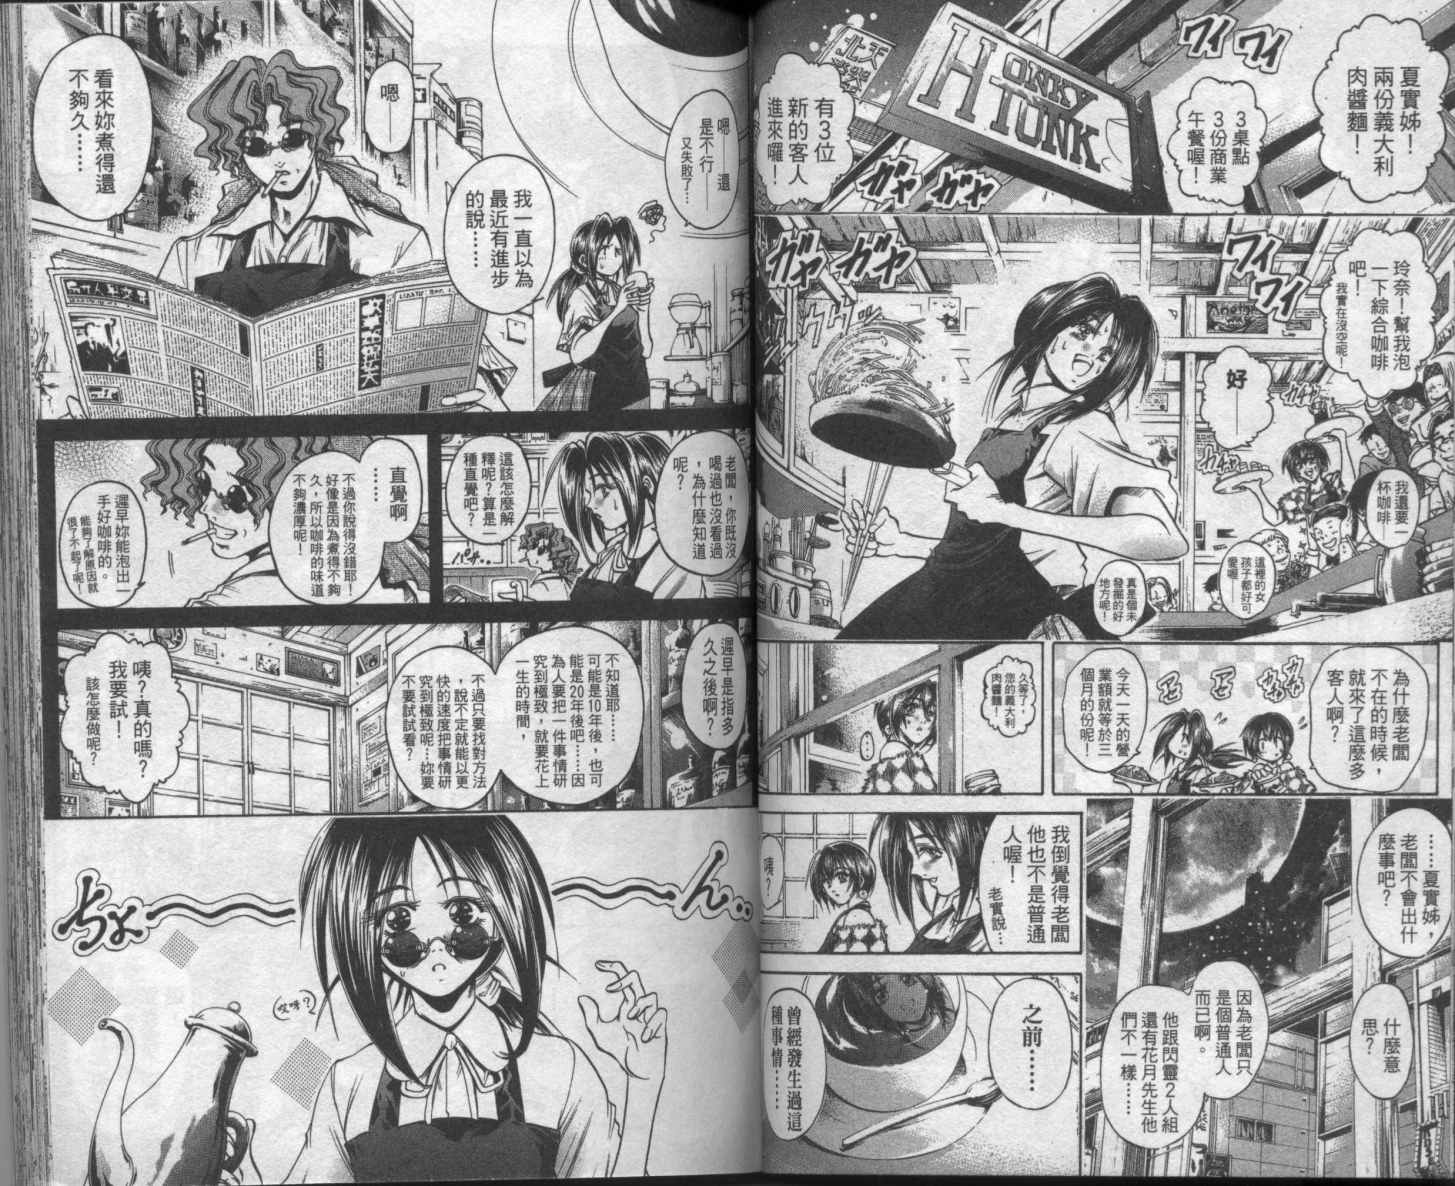 夏實姊！
兩份義大利
肉醬麵！
ワイ
ワイ
3桌點
3份商業
午餐喔！
HONKY
TONK
有3位
新的客人
進來囉！
ガヤ
ガヤ
玲奈！幫我泡
一下綜合咖啡
吧！
我實在沒空呢！
好——
ワイ
ワイ
ガヤ
ガヤ
我還要一
杯咖啡
這裡的女
孩子都好可
愛喔
真是個未
發掘的好
地方呢！
為什麼老闆
不在的時候，
就來了這麼多
客人啊？
今天一天的營
業額就等於三
個月的份呢！
久等了，
您的義大利
肉醬麵！
…
……夏實姊，
老闆不會出什
麼事吧？
什麼意
思？
因為老闆只
是個普通人
而已啊。
他跟閃靈2人組
還有花月先生他
們不一樣……
我倒覺得老闆
他也不是普通
人喔！
老實說…
咦？
之前……
曾經發生過這
種事情……
嗯——還
是不行——
又失敗了…
我一直以為
最近有進步
的說……
嗯——
看來妳煮得還
不夠久……
老闆，你既沒
喝過也沒看過
，為什麼知道
呢？
這該怎麼解
釋呢？算是一
種直覺吧？
直覺啊
……
不過你說得沒錯耶！
好像是因為煮得不夠
久，所以咖啡的味道
不夠濃厚呢！
遲早妳能泡出一
手好咖啡的。
能夠了解原因就
很了不起了呢！
遲早是指多
久之後啊？
不知道耶……
可能是10年後，也可
能是20年後吧……因
為人要把一件事情研
究到極致，就要花上
一生的時間，
不過只要找對方法
，說不定就能以更
快的速度把事情研
究到極致呢…妳要
不要試試看？
咦？真的嗎？
我要試！
該怎麼做呢？
ちょ～～ん…